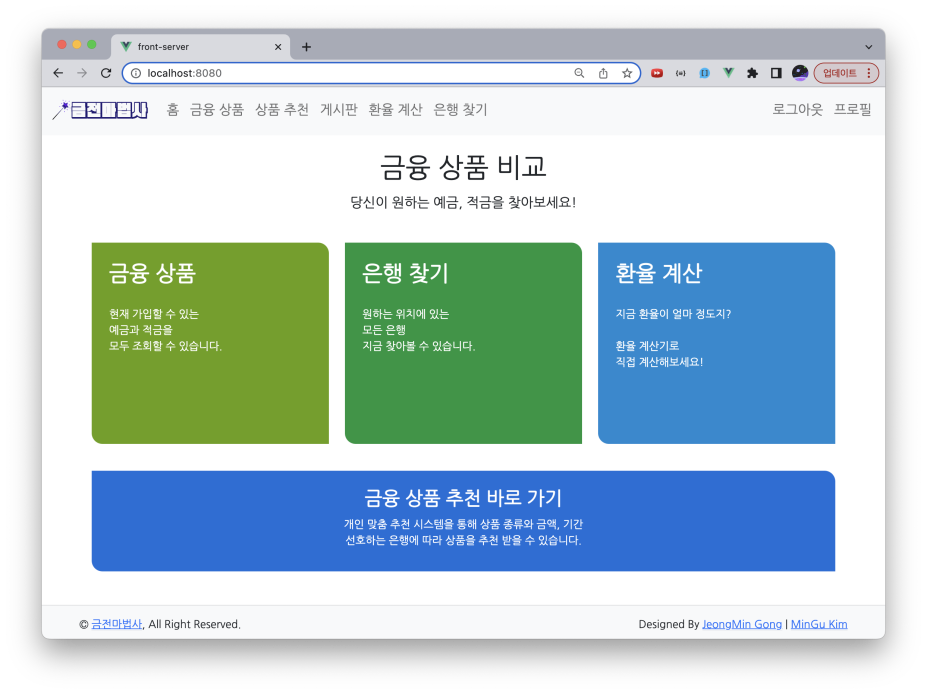 front-server
localhost:8080
업데이트
금전마법사
홈 금융 상품 상품 추천 게시판 환율 계산 은행 찾기
로그아웃 프로필
금융 상품 비교
당신이 원하는 예금, 적금을 찾아보세요!
금융 상품
현재 가입할 수 있는
예금과 적금을
모두 조회할 수 있습니다.
은행 찾기
원하는 위치에 있는
모든 은행
지금 찾아볼 수 있습니다.
환율 계산
지금 환율이 얼마 정도지?
환율 계산기로
직접 계산해보세요!
금융 상품 추천 바로 가기
개인 맞춤 추천 시스템을 통해 상품 종류와 금액, 기간
선호하는 은행에 따라 상품을 추천 받을 수 있습니다.
© 금전마법사, All Right Reserved.
Designed By JeongMin Gong | MinGu Kim